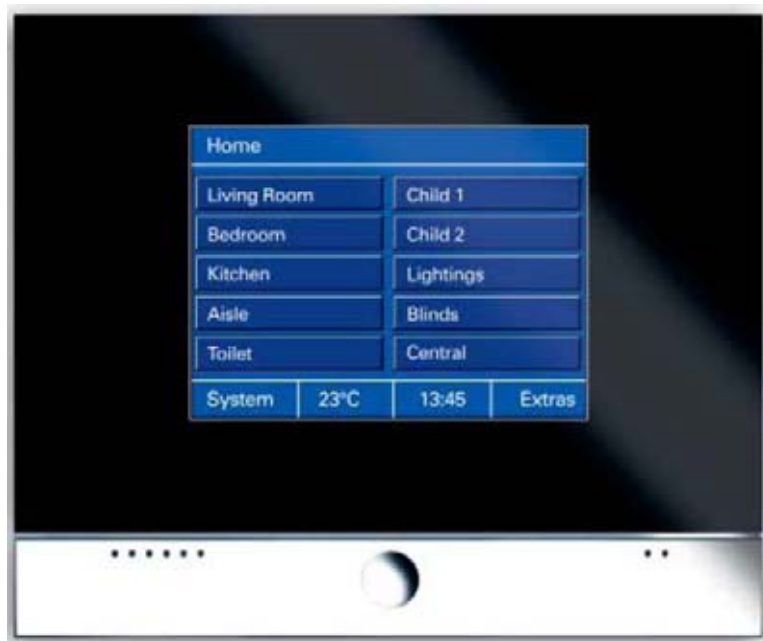 Home
Living Room
Child 1
Bedroom
Child 2
Kitchen
Lightings
Aisle
Blinds
Toilet
Central
System
23°C
13:45
Extras